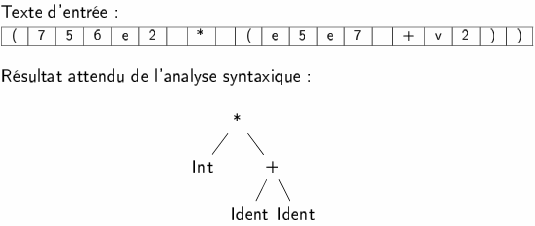 Texte d'entrée :
( 7 5 6 e 2 * ( e 5 e 7 + v 2 ) )
Résultat attendu de l'analyse syntaxique :
*
Int +
Ident Ident